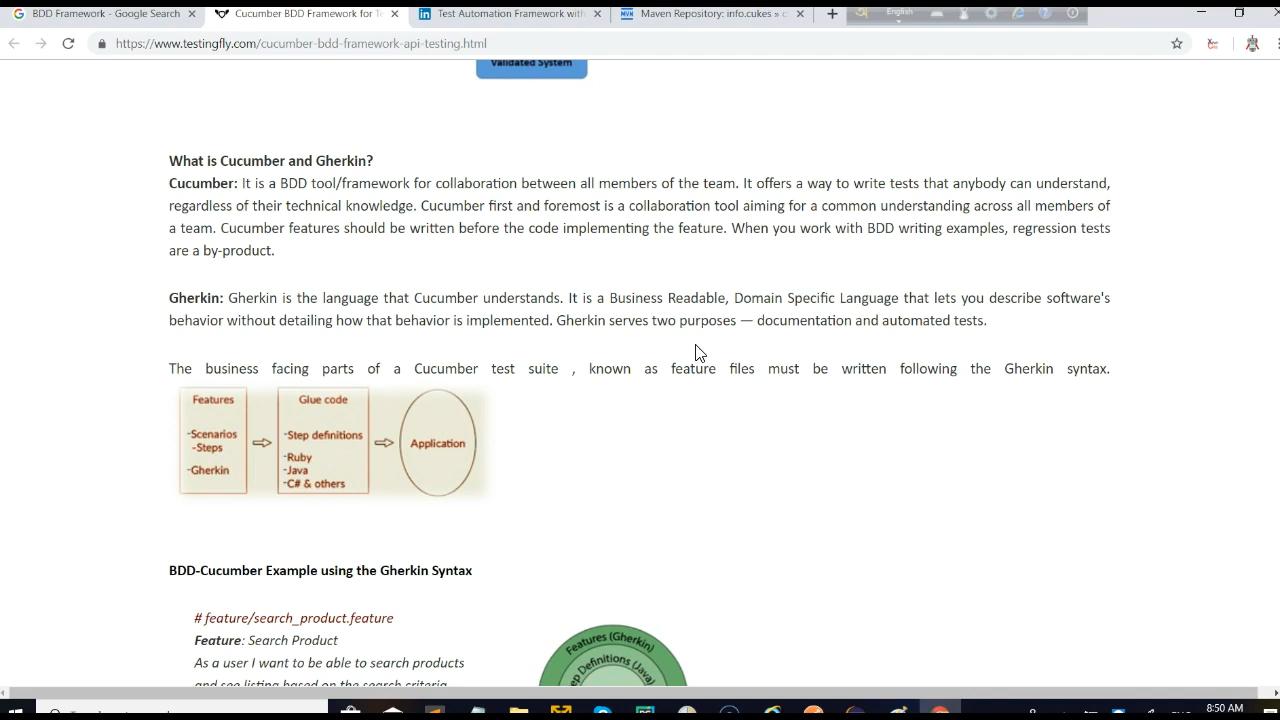 BDD Framework - Google Search
Cucumber BDD Framework for Te
Test Automation Framework with
Maven Repository: info.cukes » c
English
https://www.testingfly.com/cucumber-bdd-framework-api-testing.html
Validated System
What is Cucumber and Gherkin?
Cucumber: It is a BDD tool/framework for collaboration between all members of the team. It offers a way to write tests that anybody can understand,
regardless of their technical knowledge. Cucumber first and foremost is a collaboration tool aiming for a common understanding across all members of
a team. Cucumber features should be written before the code implementing the feature. When you work with BDD writing examples, regression tests
are a by-product.
Gherkin: Gherkin is the language that Cucumber understands. It is a Business Readable, Domain Specific Language that lets you describe software's
behavior without detailing how that behavior is implemented. Gherkin serves two purposes — documentation and automated tests.
The business facing parts of a Cucumber test suite , known as feature files must be written following the Gherkin syntax.
Features
-Scenarios
-Steps
-Gherkin
Glue code
-Step definitions
-Ruby
-Java
-C# & others
Application
BDD-Cucumber Example using the Gherkin Syntax
# feature/search_product.feature
Feature: Search Product
As a user I want to be able to search products
and see listing based on the search criteria
Features (Gherkin)
Step Definitions (Java)
8:50 AM